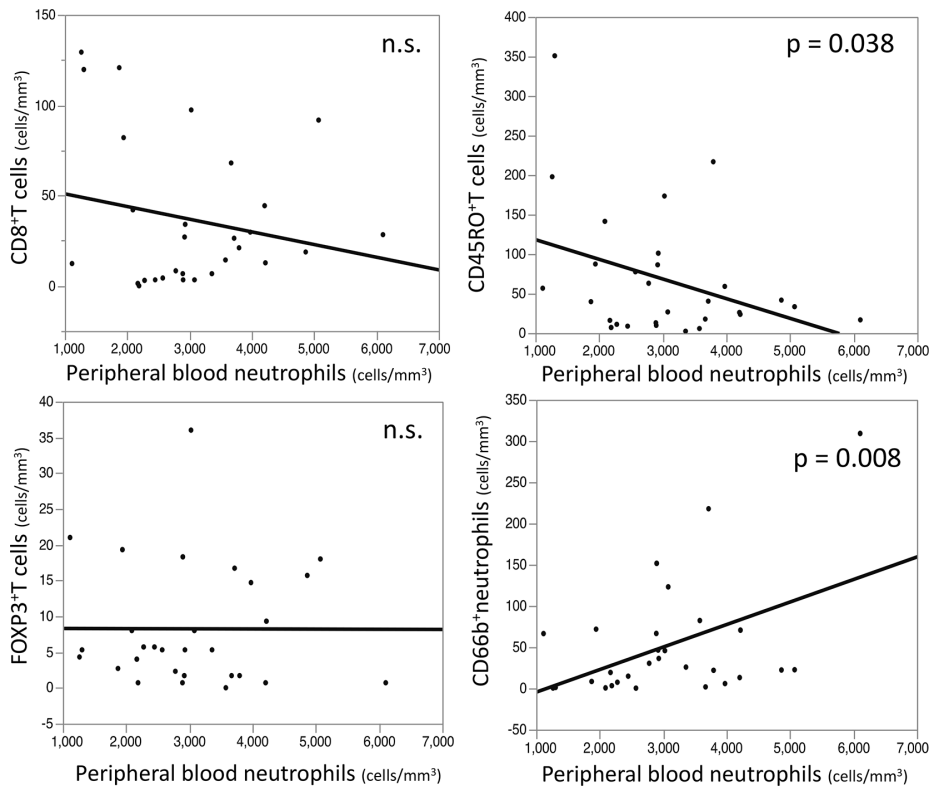 150
100
50
0
n.s.
CD8⁺T cells (cells/mm³)
1,000 2,000 3,000 4,000 5,000 6,000 7,000
Peripheral blood neutrophils (cells/mm³)
400
350
300
250
200
150
100
50
0
p = 0.038
CD45RO⁺T cells (cells/mm³)
1,000 2,000 3,000 4,000 5,000 6,000 7,000
Peripheral blood neutrophils (cells/mm³)
40
35
30
25
20
15
10
5
0
-5
n.s.
FOXP3⁺T cells (cells/mm³)
1,000 2,000 3,000 4,000 5,000 6,000 7,000
Peripheral blood neutrophils (cells/mm³)
350
300
250
200
150
100
50
0
-50
p = 0.008
CD66b⁺neutrophils (cells/mm³)
1,000 2,000 3,000 4,000 5,000 6,000 7,000
Peripheral blood neutrophils (cells/mm³)